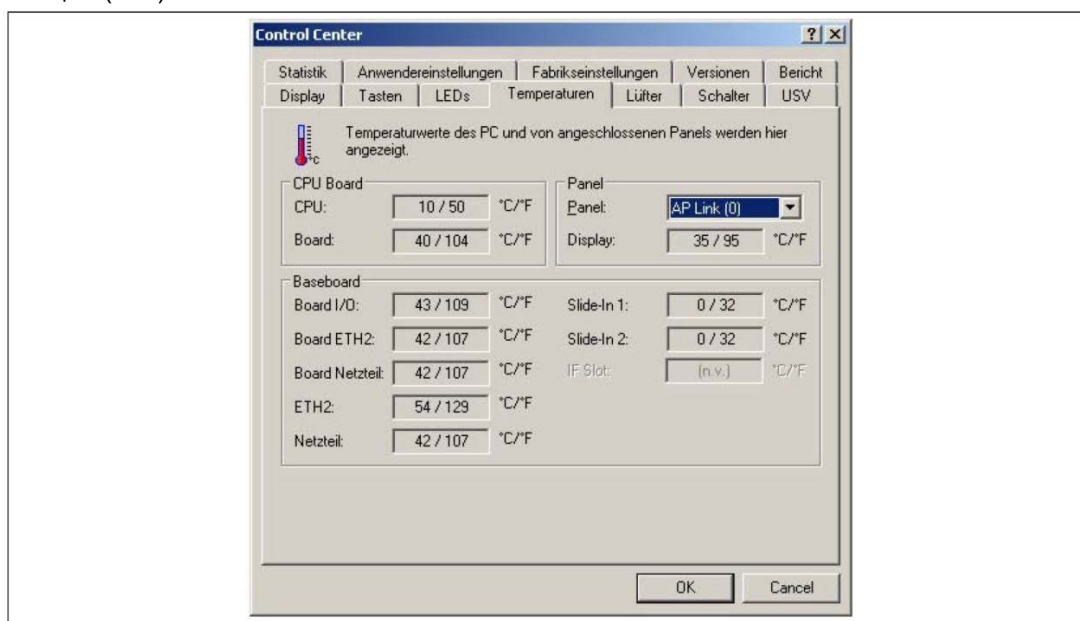 Control Center
Statistik Anwendereinstellungen Fabrikseinstellungen Versionen Bericht
Display Tasten LEDs Temperaturen Lüfter Schalter USV
°C
Temperaturwerte des PC und von angeschlossenen Panels werden hier
angezeigt.
CPU Board
CPU: 10 / 50 °C/°F
Board: 40 / 104 °C/°F
Panel
Panel: AP Link (0)
Display: 35 / 95 °C/°F
Baseboard
Board I/O: 43 / 109 °C/°F Slide-In 1: 0 / 32 °C/°F
Board ETH2: 42 / 107 °C/°F Slide-In 2: 0 / 32 °C/°F
Board Netzteil: 42 / 107 °C/°F IF Slot: (n.v.) °C/°F
ETH2: 54 / 129 °C/°F
Netzteil: 42 / 107 °C/°F
OK Cancel